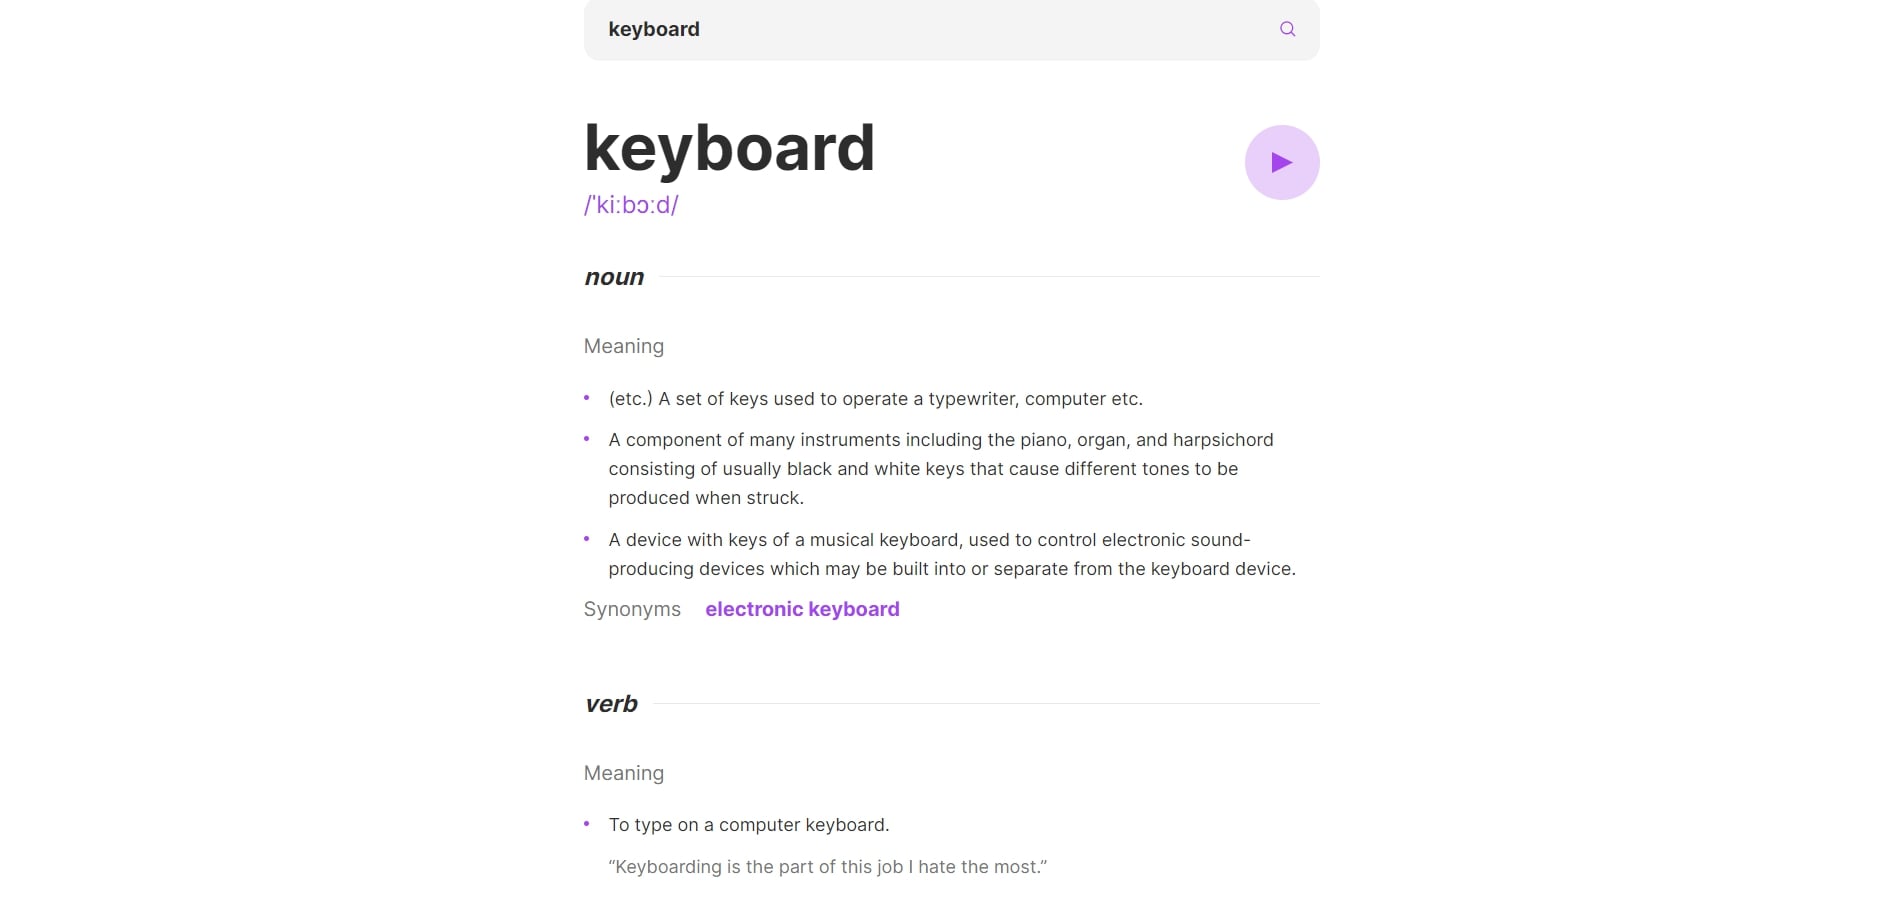 keyboard
keyboard
/ˈkiːbɔːd/
noun
Meaning
(etc.) A set of keys used to operate a typewriter, computer etc.
A component of many instruments including the piano, organ, and harpsichord
consisting of usually black and white keys that cause different tones to be
produced when struck.
A device with keys of a musical keyboard, used to control electronic sound-
producing devices which may be built into or separate from the keyboard device.
Synonyms electronic keyboard
verb
Meaning
To type on a computer keyboard.
“Keyboarding is the part of this job I hate the most.”